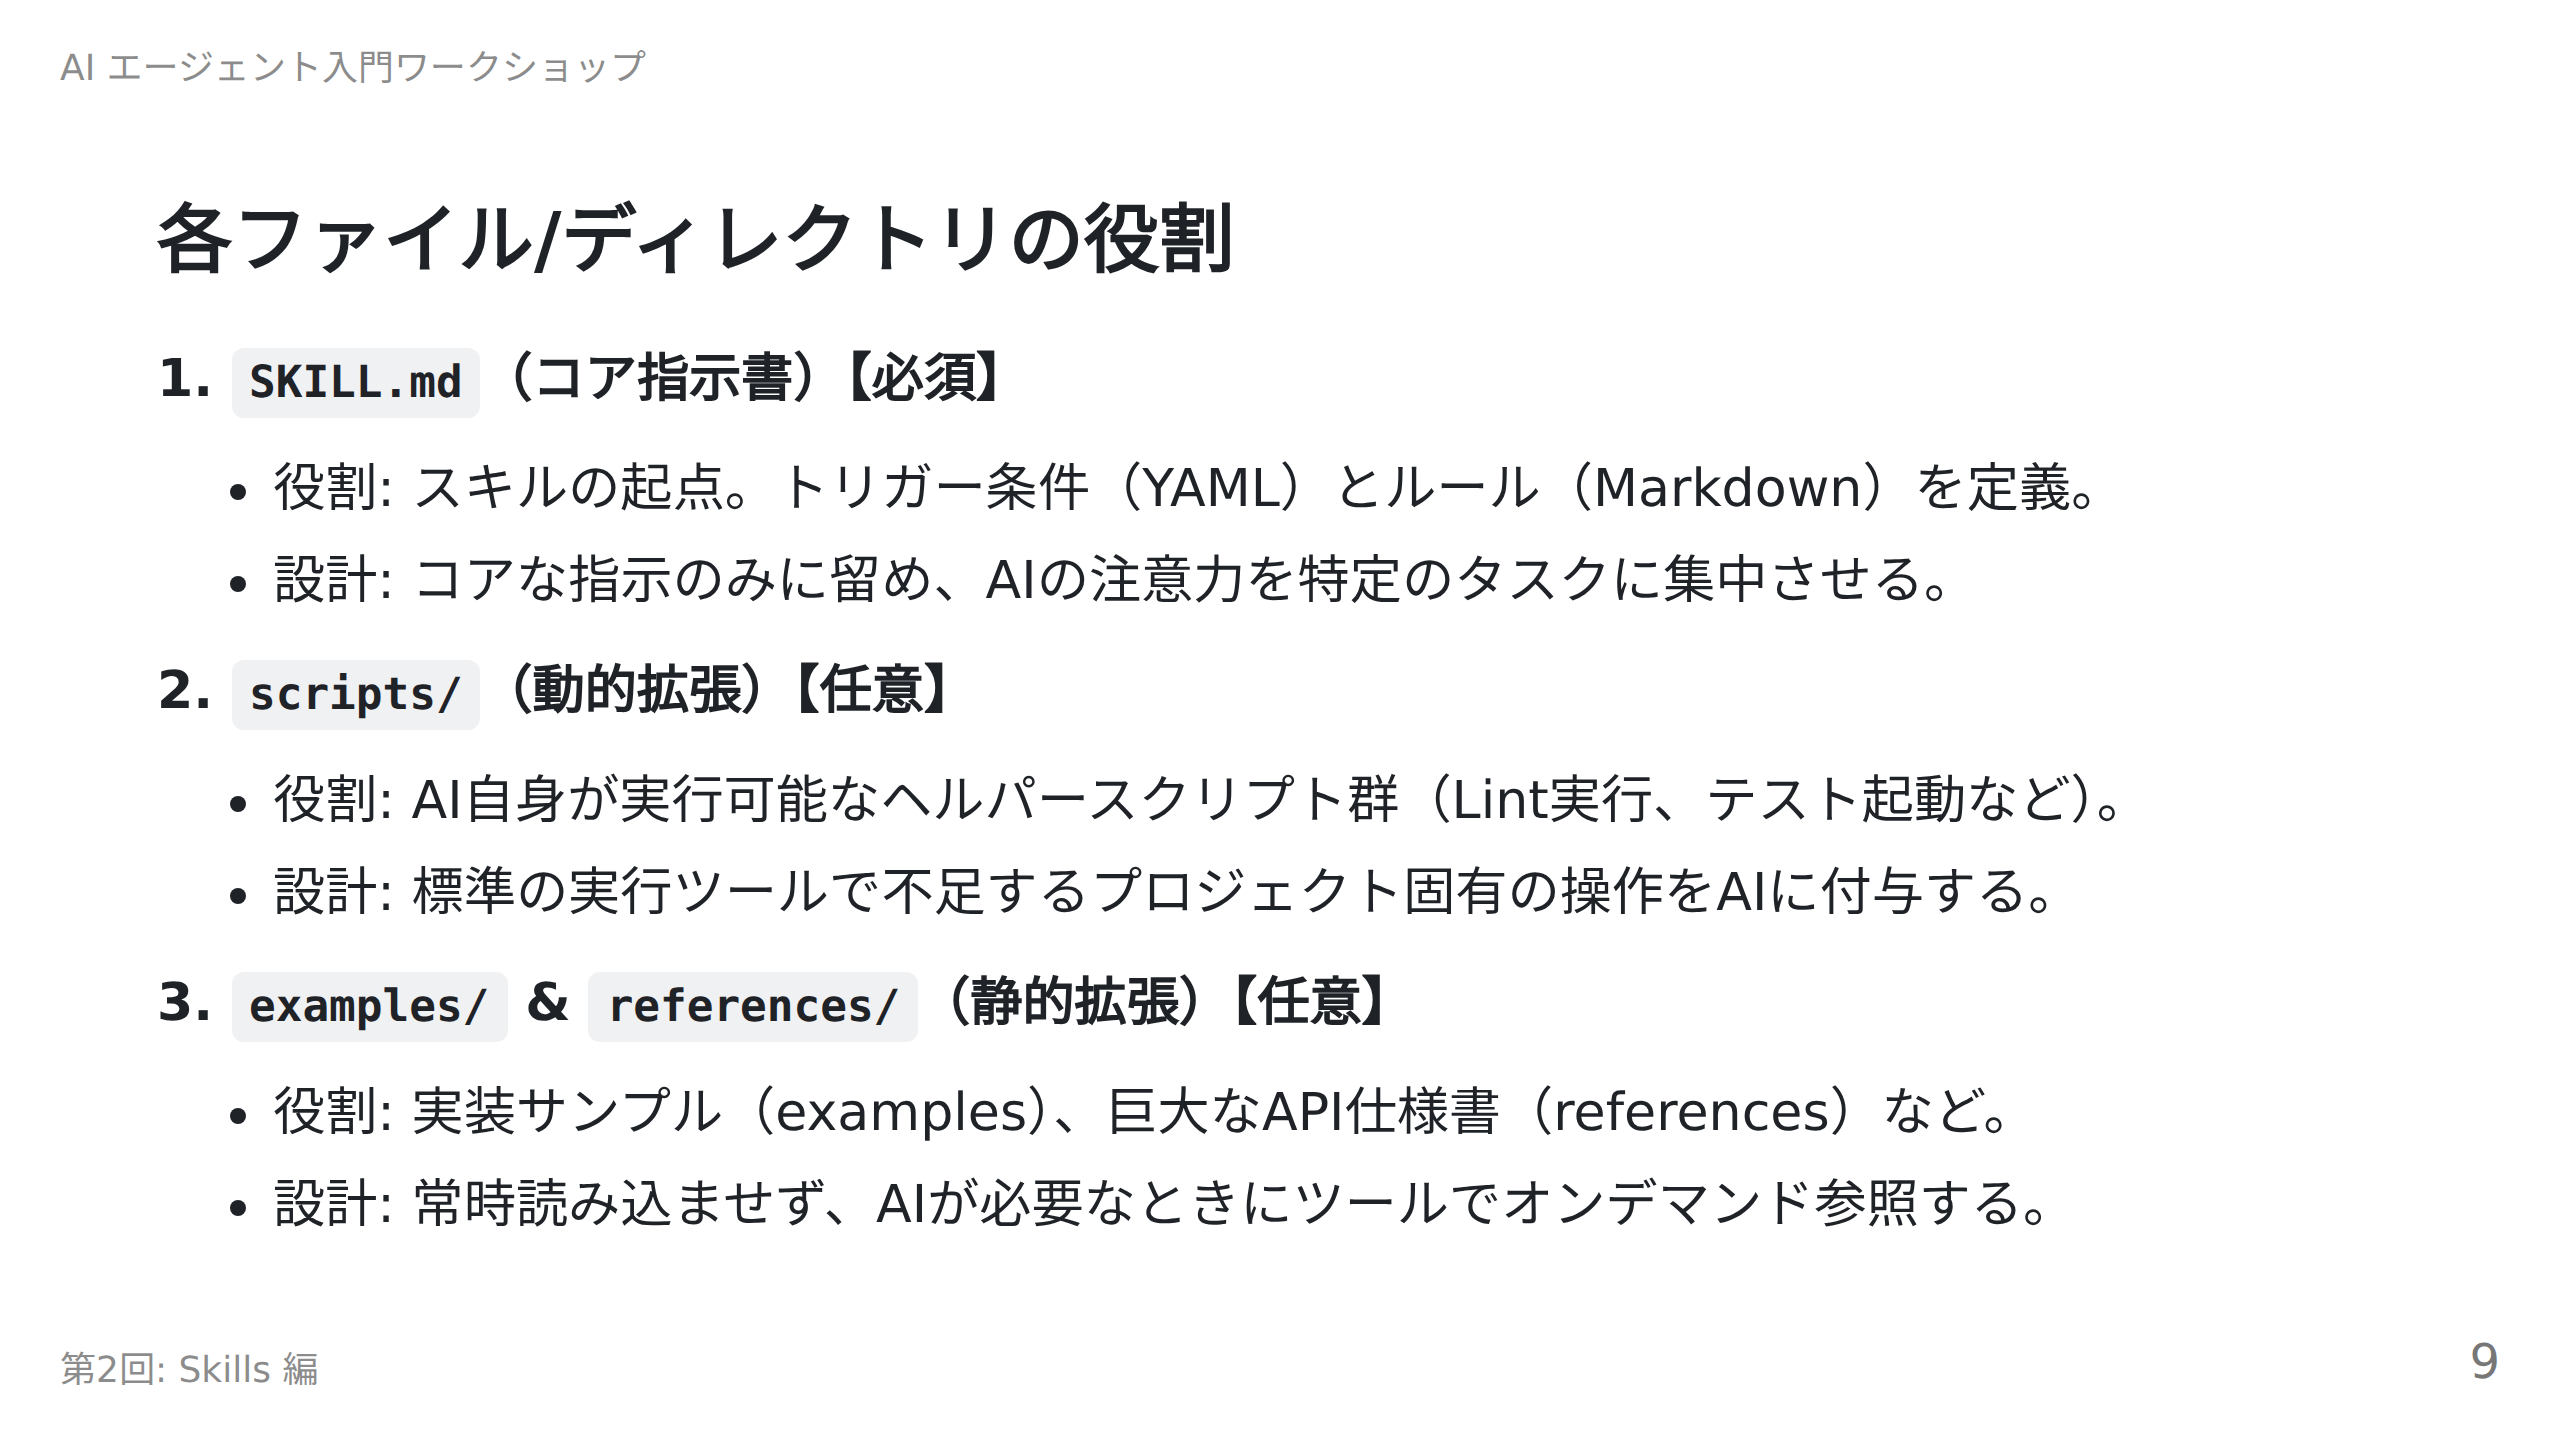 AI エージェント入門ワークショップ
各ファイル/ディレクトリの役割
1. SKILL.md（コア指示書）【必須】
• 役割: スキルの起点。トリガー条件（YAML）とルール（Markdown）を定義。
• 設計: コアな指示のみに留め、AIの注意力を特定のタスクに集中させる。
2. scripts/（動的拡張）【任意】
• 役割: AI自身が実行可能なヘルパースクリプト群（Lint実行、テスト起動など）。
• 設計: 標準の実行ツールで不足するプロジェクト固有の操作をAIに付与する。
3. examples/ & references/（静的拡張）【任意】
• 役割: 実装サンプル（examples）、巨大なAPI仕様書（references）など。
• 設計: 常時読み込ませず、AIが必要なときにツールでオンデマンド参照する。
第2回: Skills 編
9